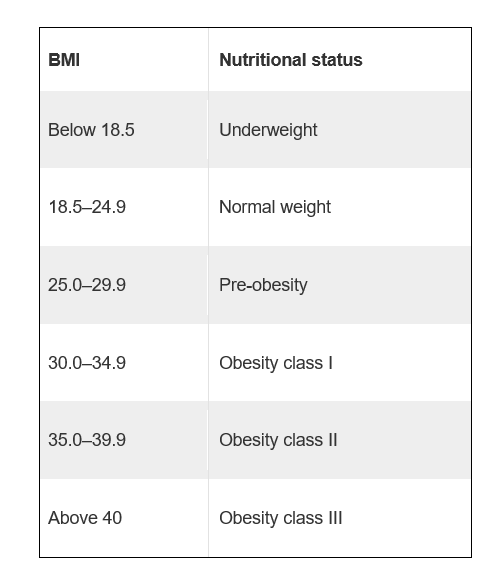 BMI Nutritional status
Below 18.5 Underweight
18.5–24.9 Normal weight
25.0–29.9 Pre-obesity
30.0–34.9 Obesity class I
35.0–39.9 Obesity class II
Above 40 Obesity class III